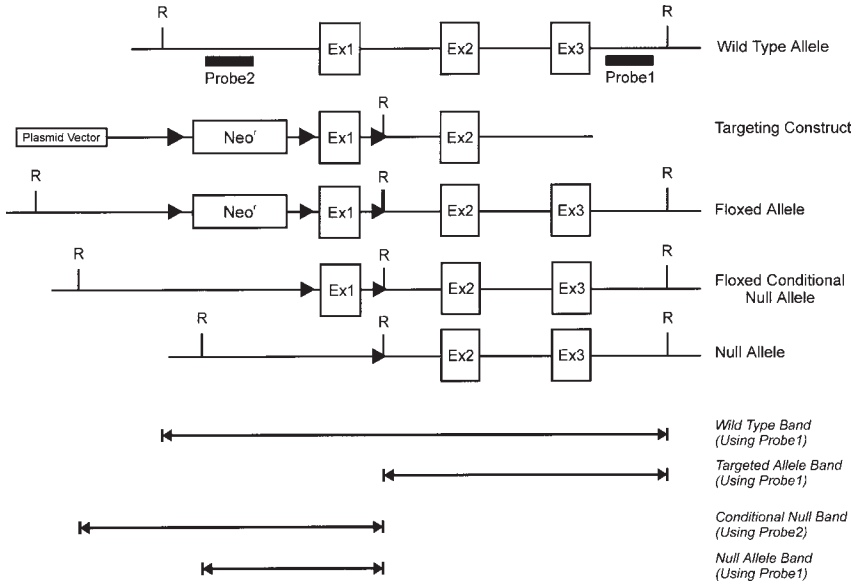 R R
Ex1 Ex2 Ex3 Wild Type Allele
Probe2 Probe1
R
Plasmid Vector Neoʳ Ex1 Ex2 Targeting Construct
R R R
Neoʳ Ex1 Ex2 Ex3 Floxed Allele
R R R
Ex1 Ex2 Ex3 Floxed Conditional
Null Allele
R R R
Ex2 Ex3 Null Allele
Wild Type Band
(Using Probe1)
Targeted Allele Band
(Using Probe1)
Conditional Null Band
(Using Probe2)
Null Allele Band
(Using Probe1)